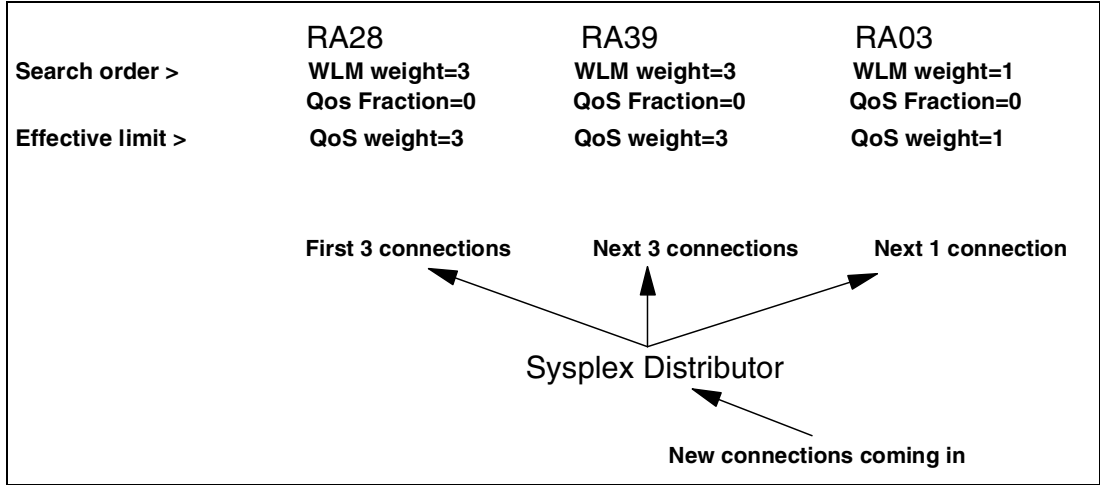 RA28 RA39 RA03
Search order > WLM weight=3 WLM weight=3 WLM weight=1
Qos Fraction=0 QoS Fraction=0 QoS Fraction=0
Effective limit > QoS weight=3 QoS weight=3 QoS weight=1
First 3 connections Next 3 connections Next 1 connection
Sysplex Distributor
New connections coming in